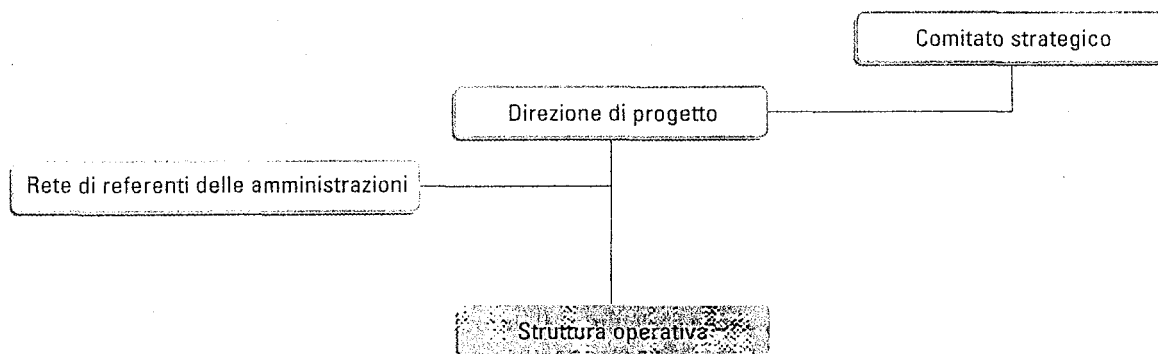 Comitato strategico
Direzione di progetto
Rete di referenti delle amministrazioni
Struttura operativa